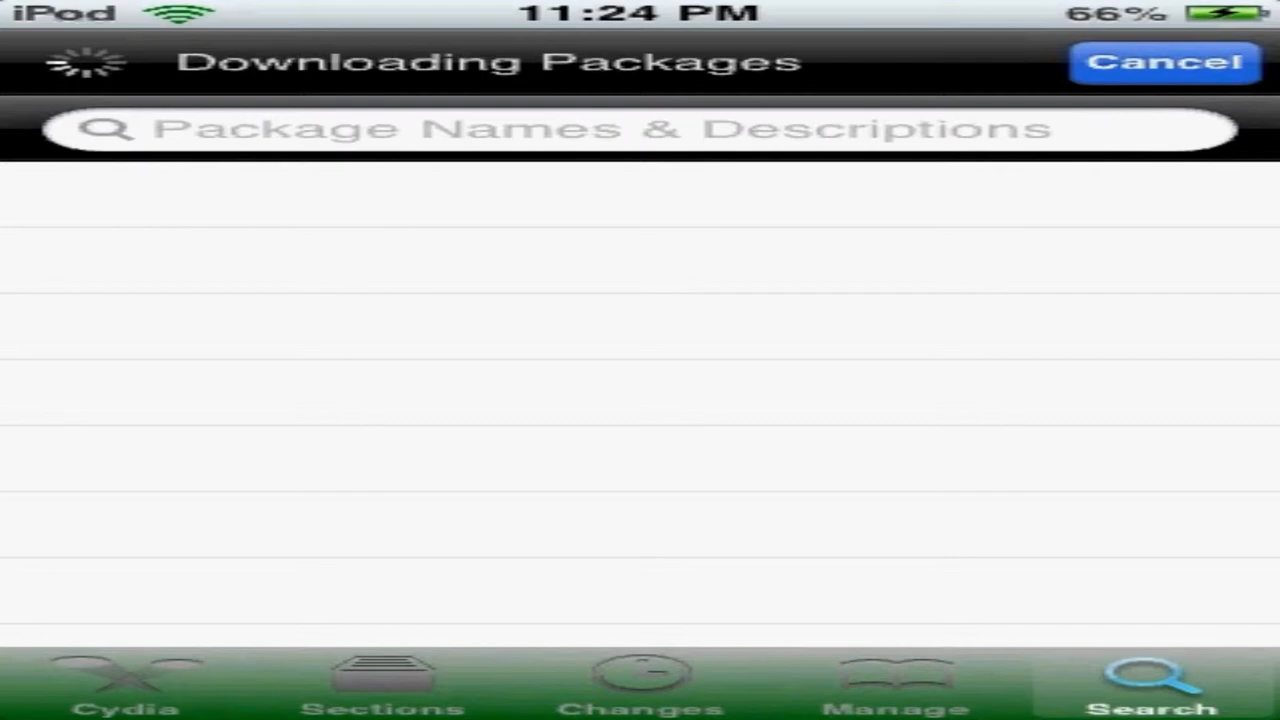 iPod 11:24 PM 66%
Downloading Packages Cancel
Package Names & Descriptions
Cydia Sections Changes Manage Search